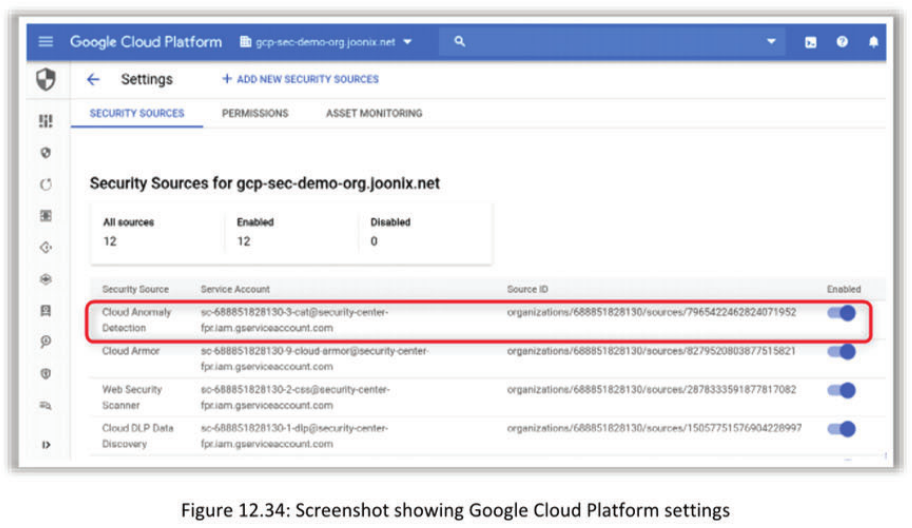 Google Cloud Platform gcp-sec-demo-org.joonix.net
Settings + ADD NEW SECURITY SOURCES
SECURITY SOURCES PERMISSIONS ASSET MONITORING
Security Sources for gcp-sec-demo-org.joonix.net
All sources Enabled Disabled
12 12 0
Security Source Service Account Source ID Enabled
Cloud Anomaly sc-688851828130-3-cat@security-center- organizations/688851828130/sources/7965422462824071952
Detection fpr.iam.gserviceaccount.com
Cloud Armor sc-688851828130-9-cloud-armor@security-center- organizations/688851828130/sources/8279520803877515821
fpr.iam.gserviceaccount.com
Web Security sc-688851828130-2-css@security-center- organizations/688851828130/sources/2878333591877817082
Scanner fpr.iam.gserviceaccount.com
Cloud DLP Data sc-688851828130-1-dlp@security-center- organizations/688851828130/sources/15057751576904228997
Discovery fpr.iam.gserviceaccount.com
Figure 12.34: Screenshot showing Google Cloud Platform settings